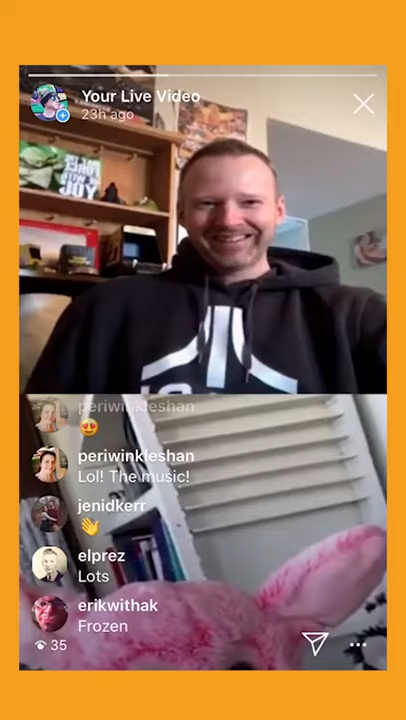 Your Live Video
23h ago
periwinkleshan
😍
periwinkleshan
Lol! The music!
jenidkerr
👋
elprez
Lots
erikwithak
Frozen
35